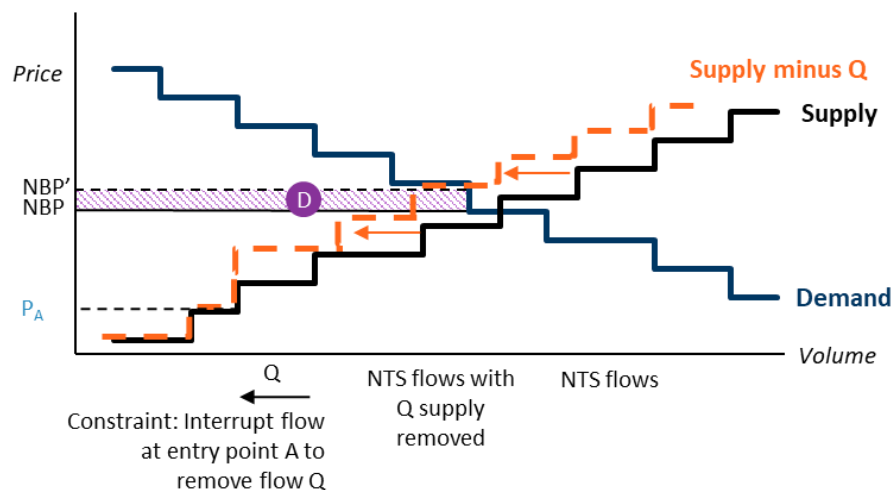 Price
Supply minus Q
Supply
NBP'
NBP
D
P_A
Demand
Volume
Q
Constraint: Interrupt flow
at entry point A to
remove flow Q
NTS flows with
Q supply
removed
NTS flows